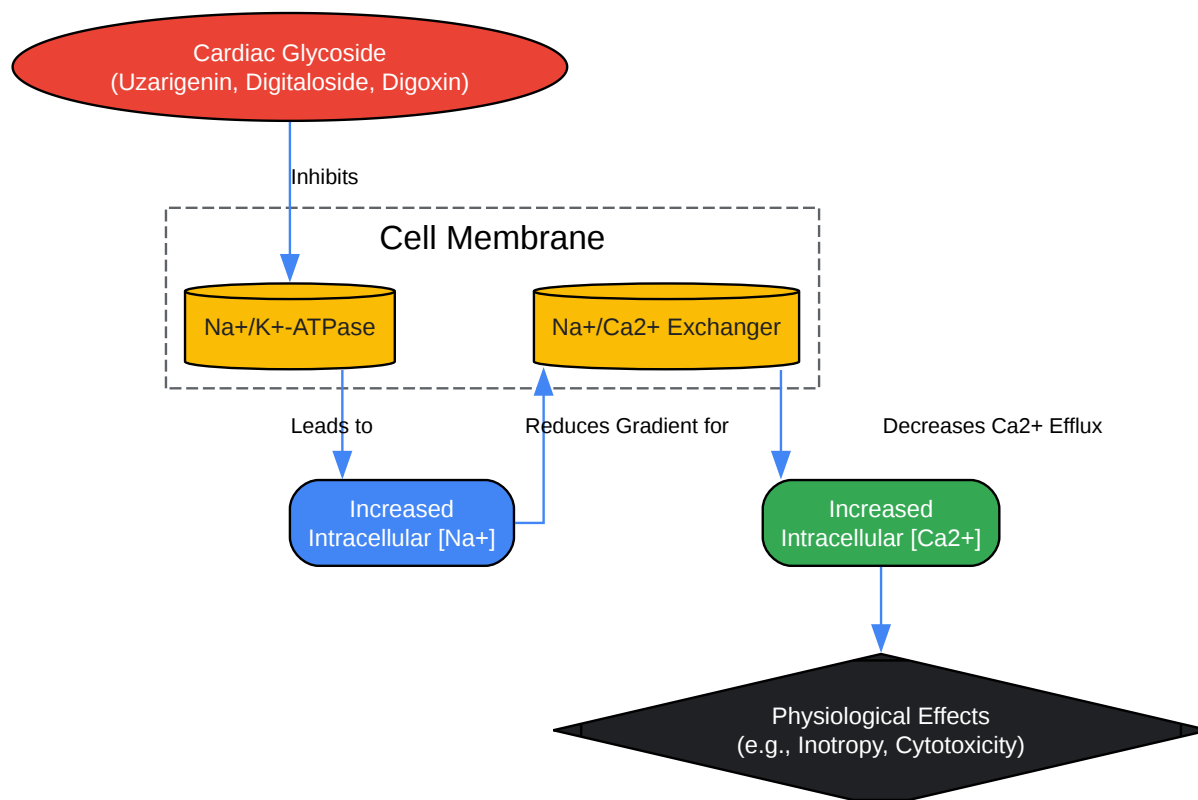 Cardiac Glycoside
(Uzarigenin, Digitaloside, Digoxin)
Inhibits
Cell Membrane
Na+/K+-ATPase
Na+/Ca2+ Exchanger
Leads to
Reduces Gradient for
Decreases Ca2+ Efflux
Increased
Intracellular [Na+]
Increased
Intracellular [Ca2+]
Physiological Effects
(e.g., Inotropy, Cytotoxicity)